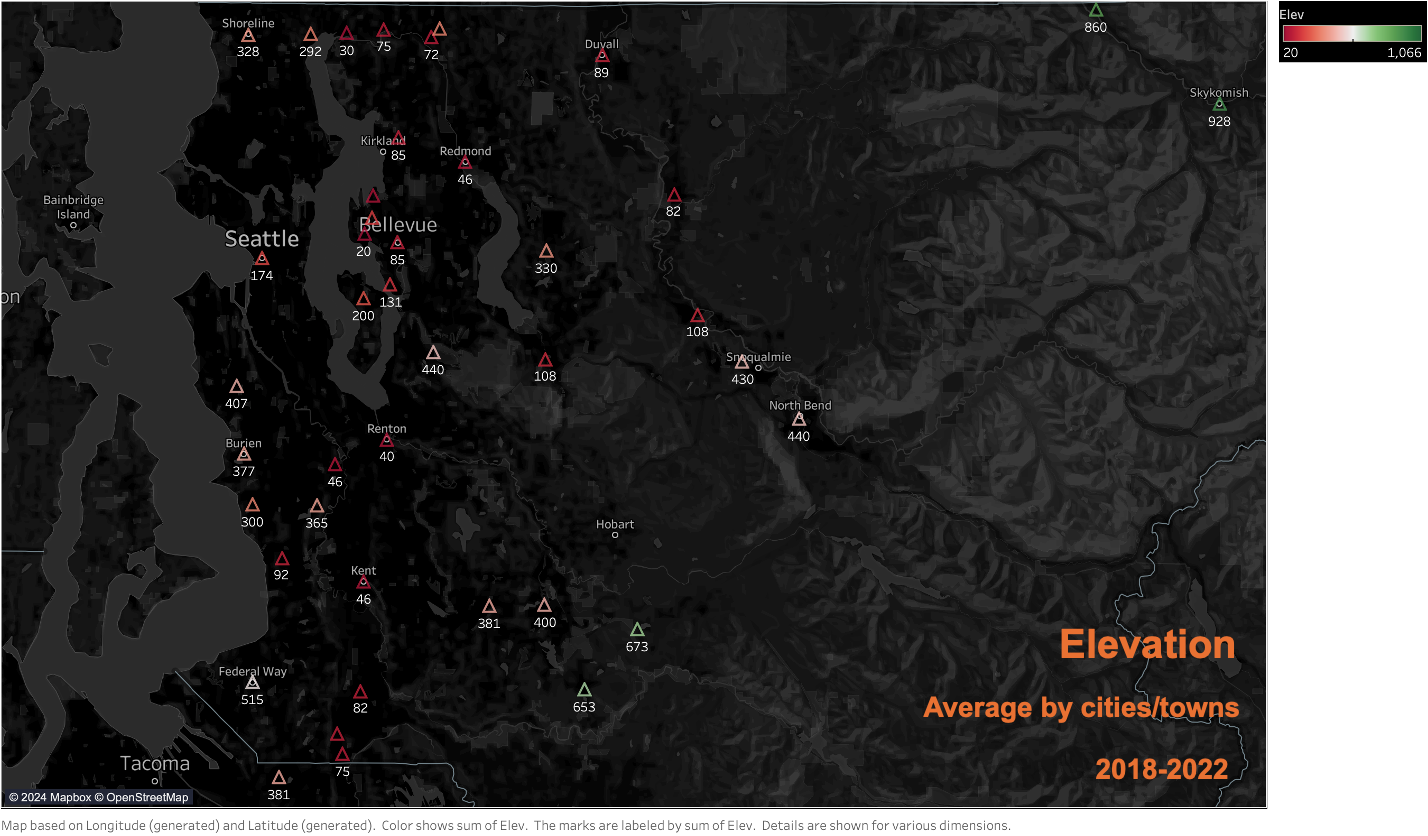 Shoreline
328
292
30
75
72
Duvall
89
860
Elev
20 1,066
Skykomish
928
Kirkland
85
Redmond
46
Bainbridge
Island
82
Seattle
174
Bellevue
20
85
330
on
200
131
108
440
108
Snoqualmie
430
407
North Bend
440
Burien
377
Renton
40
46
300
365
Hobart
92
Kent
46
381
400
673
Elevation
Federal Way
515
82
653
Average by cities/towns
75
Tacoma
381
2018-2022
© 2024 Mapbox © OpenStreetMap
Map based on Longitude (generated) and Latitude (generated). Color shows sum of Elev. The marks are labeled by sum of Elev. Details are shown for various dimensions.